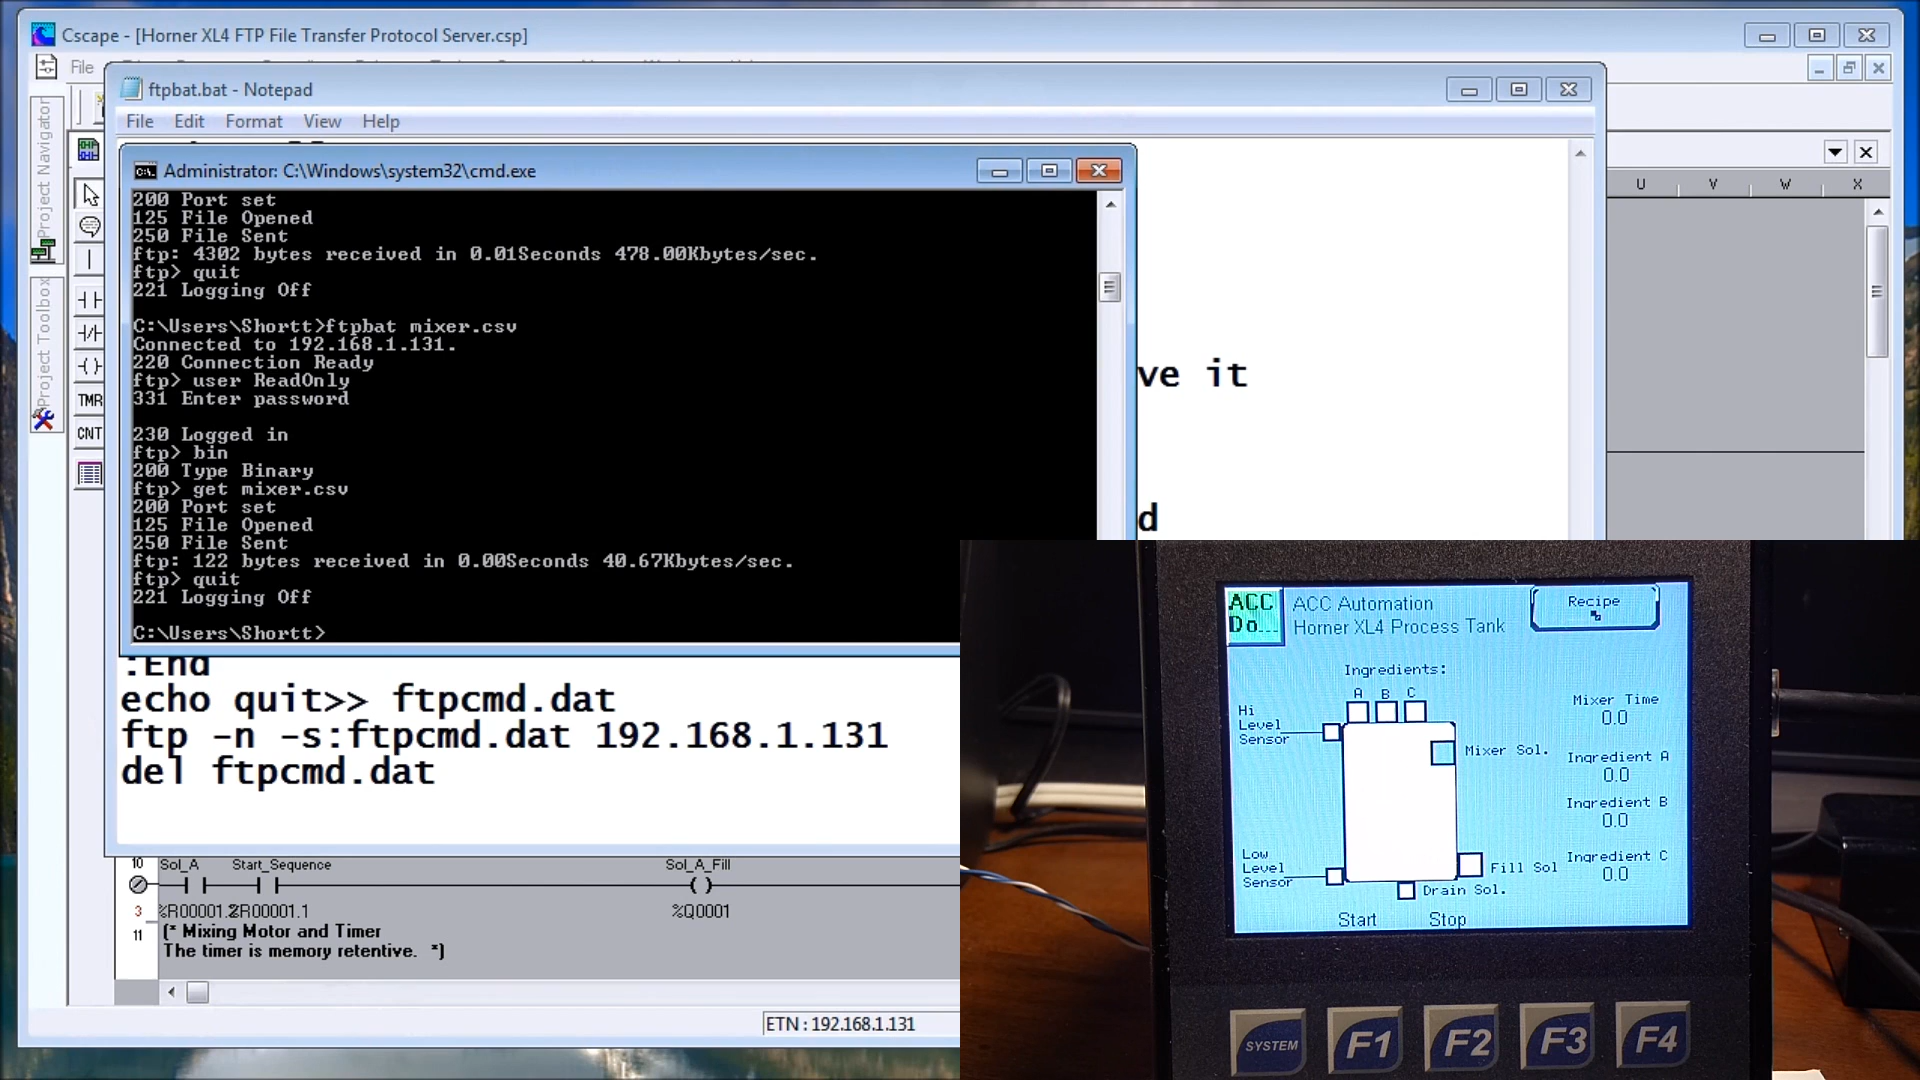 Cscape - [Horner XL4 FTP File Transfer Protocol Server.csp]
File
ftpbat.bat - Notepad
File Edit Format View Help
Administrator: C:\Windows\system32\cmd.exe
200 Port set
125 File Opened
250 File Sent
ftp: 4302 bytes received in 0.01Seconds 478.00Kbytes/sec.
ftp> quit
221 Logging Off
C:\Users\Shortt>ftpbat mixer.csv
Connected to 192.168.1.131.
220 Connection Ready
ftp> user ReadOnly
331 Enter password
230 Logged in
ftp> bin
200 Type Binary
ftp> get mixer.csv
200 Port set
125 File Opened
250 File Sent
ftp: 122 bytes received in 0.00Seconds 40.67Kbytes/sec.
ftp> quit
221 Logging Off
C:\Users\Shortt>
ve it
d
:End
echo quit>> ftpcmd.dat
ftp -n -s:ftpcmd.dat 192.168.1.131
del ftpcmd.dat
Project Navigator
Project Toolbox
TMR
CNT
U V W X
10 Sol_A Start_Sequence Sol_A_Fill
3 %R00001.2 %R00001.1 %Q0001
11 (* Mixing Motor and Timer
The timer is memory retentive. *)
ETN : 192.168.1.131
ACC
Do...
ACC Automation
Horner XL4 Process Tank
Recipe
Ingredients:
A B C
Hi
Level
Sensor
Mixer Sol.
Mixer Time
0.0
Ingredient A
0.0
Ingredient B
0.0
Ingredient C
0.0
Low
Level
Sensor
Fill Sol
Drain Sol.
Start Stop
SYSTEM F1 F2 F3 F4